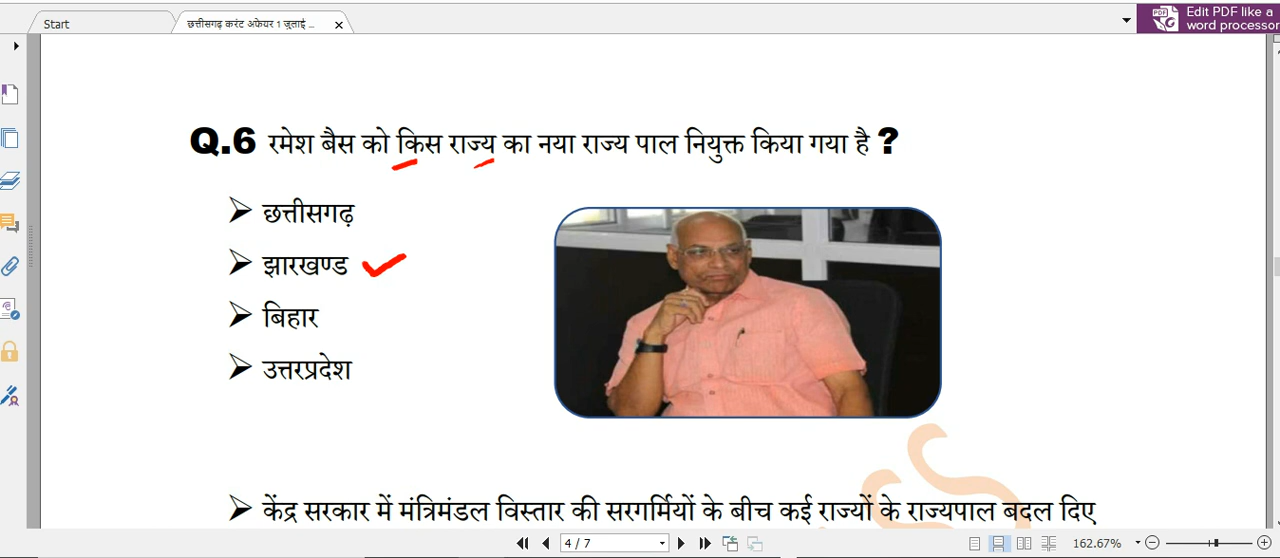 Start
छत्तीसगढ़ करंट अफेयर 1 जुलाई ...
Edit PDF like a
word processor
Q.6 रमेश बैस को किस राज्य का नया राज्य पाल नियुक्त किया गया है ?
छत्तीसगढ़
झारखण्ड
बिहार
उत्तरप्रदेश
केंद्र सरकार में मंत्रिमंडल विस्तार की सरगर्मियों के बीच कई राज्यों के राज्यपाल बदल दिए
4 / 7
162.67%